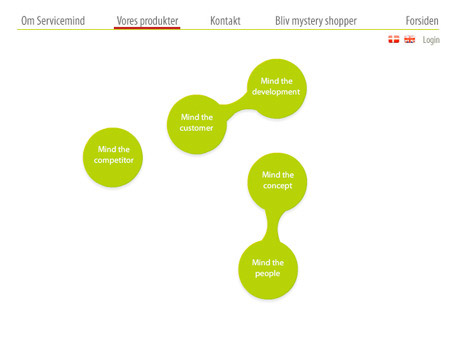 Om Servicemind
Vores produkter
Kontakt
Bliv mystery shopper
Forsiden
Login
Mind the
development
Mind the
customer
Mind the
competitor
Mind the
concept
Mind the
people